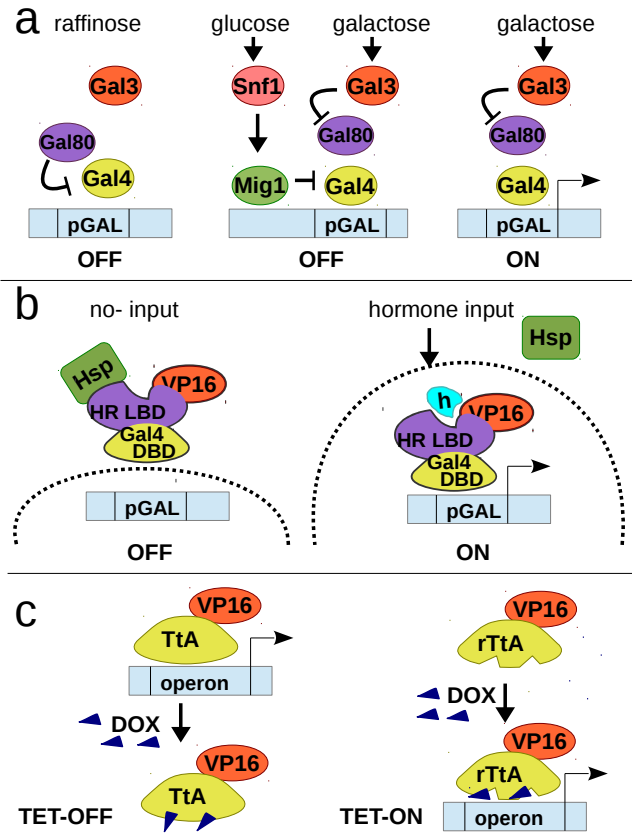 a
raffinose
glucose
galactose
galactose
Gal3
Snf1
Gal3
Gal3
Gal80
Gal80
Gal80
Gal4
Mig1
Gal4
Gal4
pGAL
pGAL
pGAL
OFF
OFF
ON
b
no- input
hormone input
Hsp
Hsp
VP16
HR LBD
Gal4
DBD
h
VP16
HR LBD
Gal4
DBD
pGAL
pGAL
OFF
ON
c
VP16
TtA
operon
DOX
VP16
TtA
TET-OFF
VP16
rTtA
DOX
VP16
rTtA
TET-ON
operon